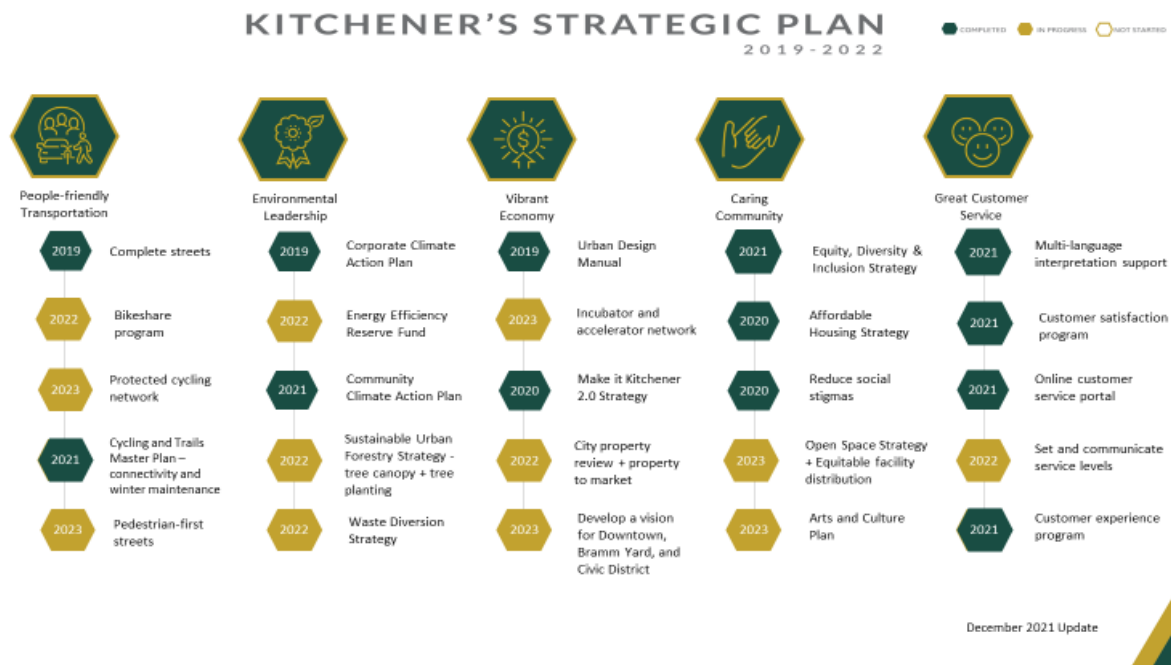 KITCHENER'S STRATEGIC PLAN
2019-2022
COMPLETED
IN PROGRESS
NOT STARTED
People-friendly
Transportation
2019
Complete streets
2022
Bikeshare
program
2023
Protected cycling
network
2021
Cycling and Trails
Master Plan –
connectivity and
winter maintenance
2023
Pedestrian-first
streets
Environmental
Leadership
2019
Corporate Climate
Action Plan
2022
Energy Efficiency
Reserve Fund
2021
Community
Climate Action Plan
2022
Sustainable Urban
Forestry Strategy -
tree canopy + tree
planting
2022
Waste Diversion
Strategy
$
Vibrant
Economy
2019
Urban Design
Manual
2023
Incubator and
accelerator network
2020
Make it Kitchener
2.0 Strategy
2022
City property
review + property
to market
2023
Develop a vision
for Downtown,
Bramm Yard, and
Civic District
Caring
Community
2021
Equity, Diversity &
Inclusion Strategy
2020
Affordable
Housing Strategy
2020
Reduce social
stigmas
2023
Open Space Strategy
+ Equitable facility
distribution
2023
Arts and Culture
Plan
Great Customer
Service
2021
Multi-language
interpretation support
2021
Customer satisfaction
program
2021
Online customer
service portal
2022
Set and communicate
service levels
2021
Customer experience
program
December 2021 Update